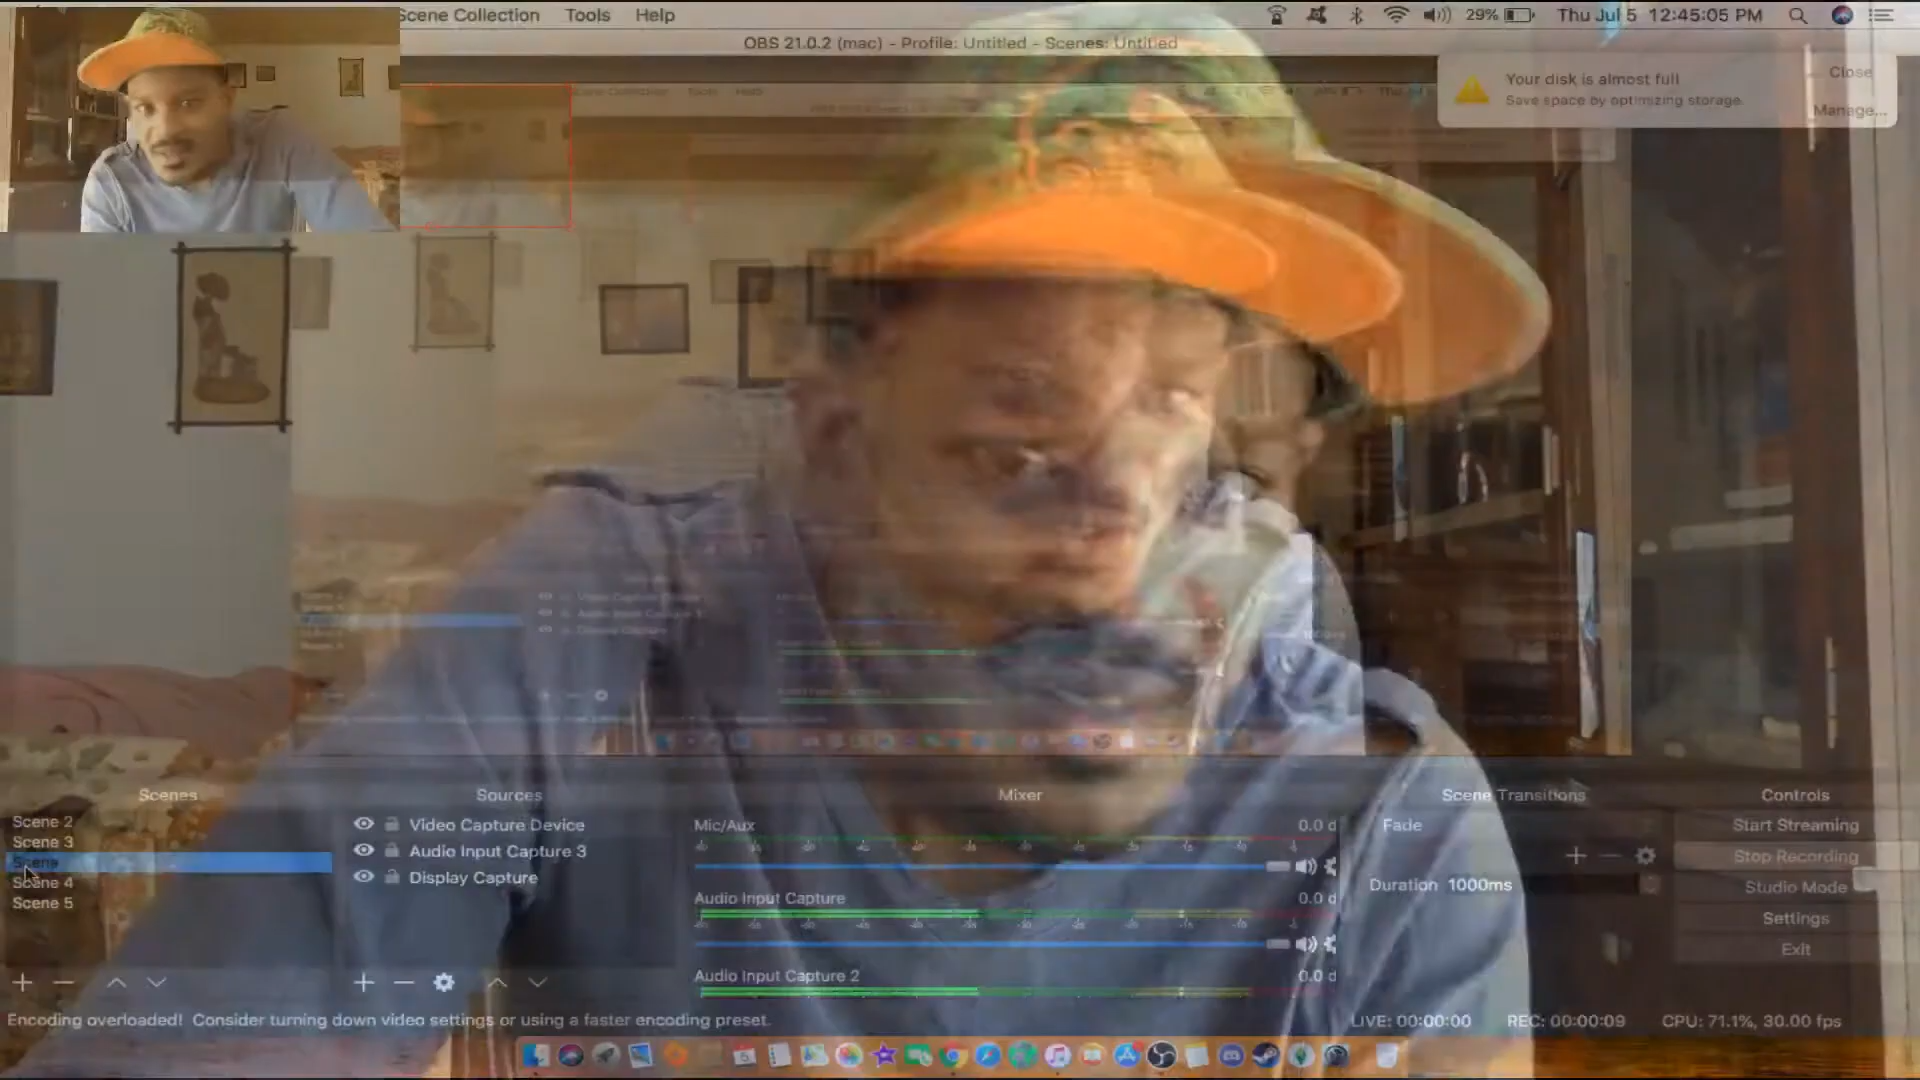 Scene Collection Tools Help
29% Thu Jul 5 12:45:05 PM
OBS 21.0.2 (mac) - Profile: Untitled - Scenes: Untitled
Your disk is almost full
Save space by optimizing storage.
Close
Manage...
Scenes
Scene 2
Scene 3
Scene
Scene 4
Scene 5
Sources
Video Capture Device
Audio Input Capture 3
Display Capture
Mixer
Mic/Aux 0.0 d
Audio Input Capture 0.0 d
Audio Input Capture 2 0.0 d
Scene Transitions
Fade
Duration 1000ms
Controls
Start Streaming
Stop Recording
Studio Mode
Settings
Exit
Encoding overloaded! Consider turning down video settings or using a faster encoding preset.
LIVE: 00:00:00 REC: 00:00:09 CPU: 71.1%, 30.00 fps